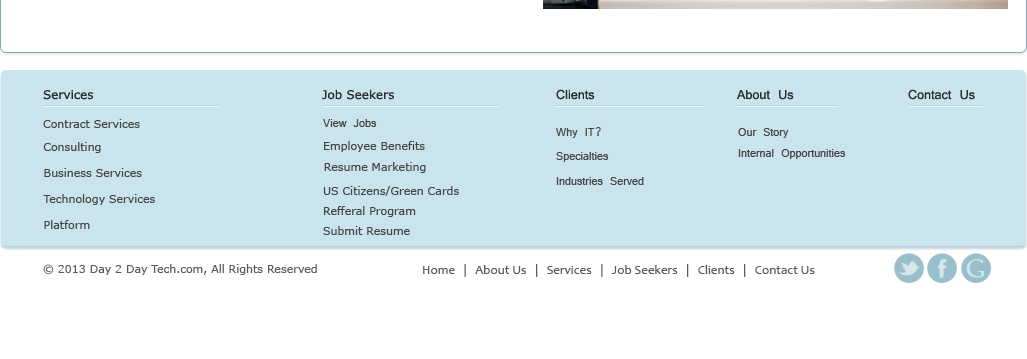 Services
Contract Services
Consulting
Business Services
Technology Services
Platform
Job Seekers
View Jobs
Employee Benefits
Resume Marketing
US Citizens/Green Cards
Refferal Program
Submit Resume
Clients
Why IT?
Specialties
Industries Served
About Us
Our Story
Internal Opportunities
Contact Us
© 2013 Day 2 Day Tech.com, All Rights Reserved
Home | About Us | Services | Job Seekers | Clients | Contact Us
f G